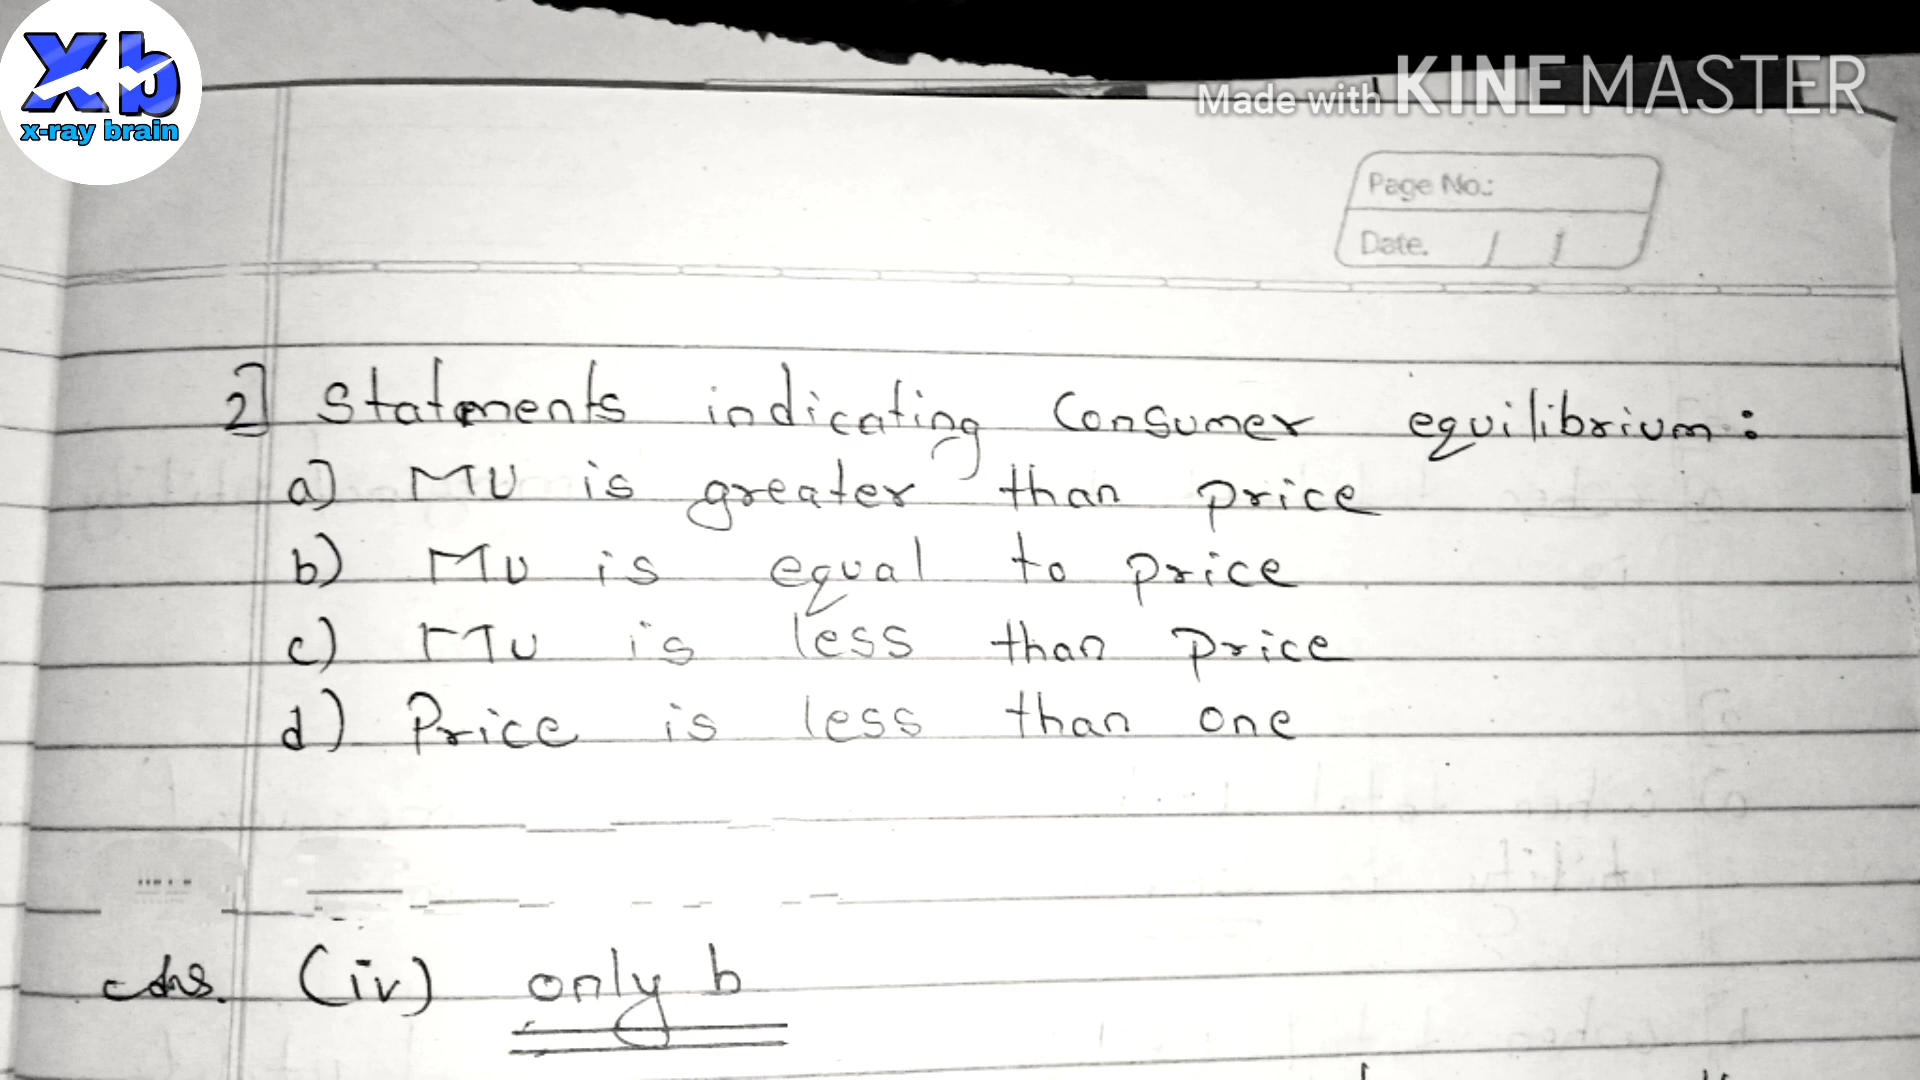 Xb
x-ray brain
Made with KINEMASTER
Page No.:
Date. / /
2] Statements indicating Consumer equilibrium:
a) MU is greater than price
b) MU is equal to price
c) MU is less than price
d) Price is less than one
Ans. (iv) only b